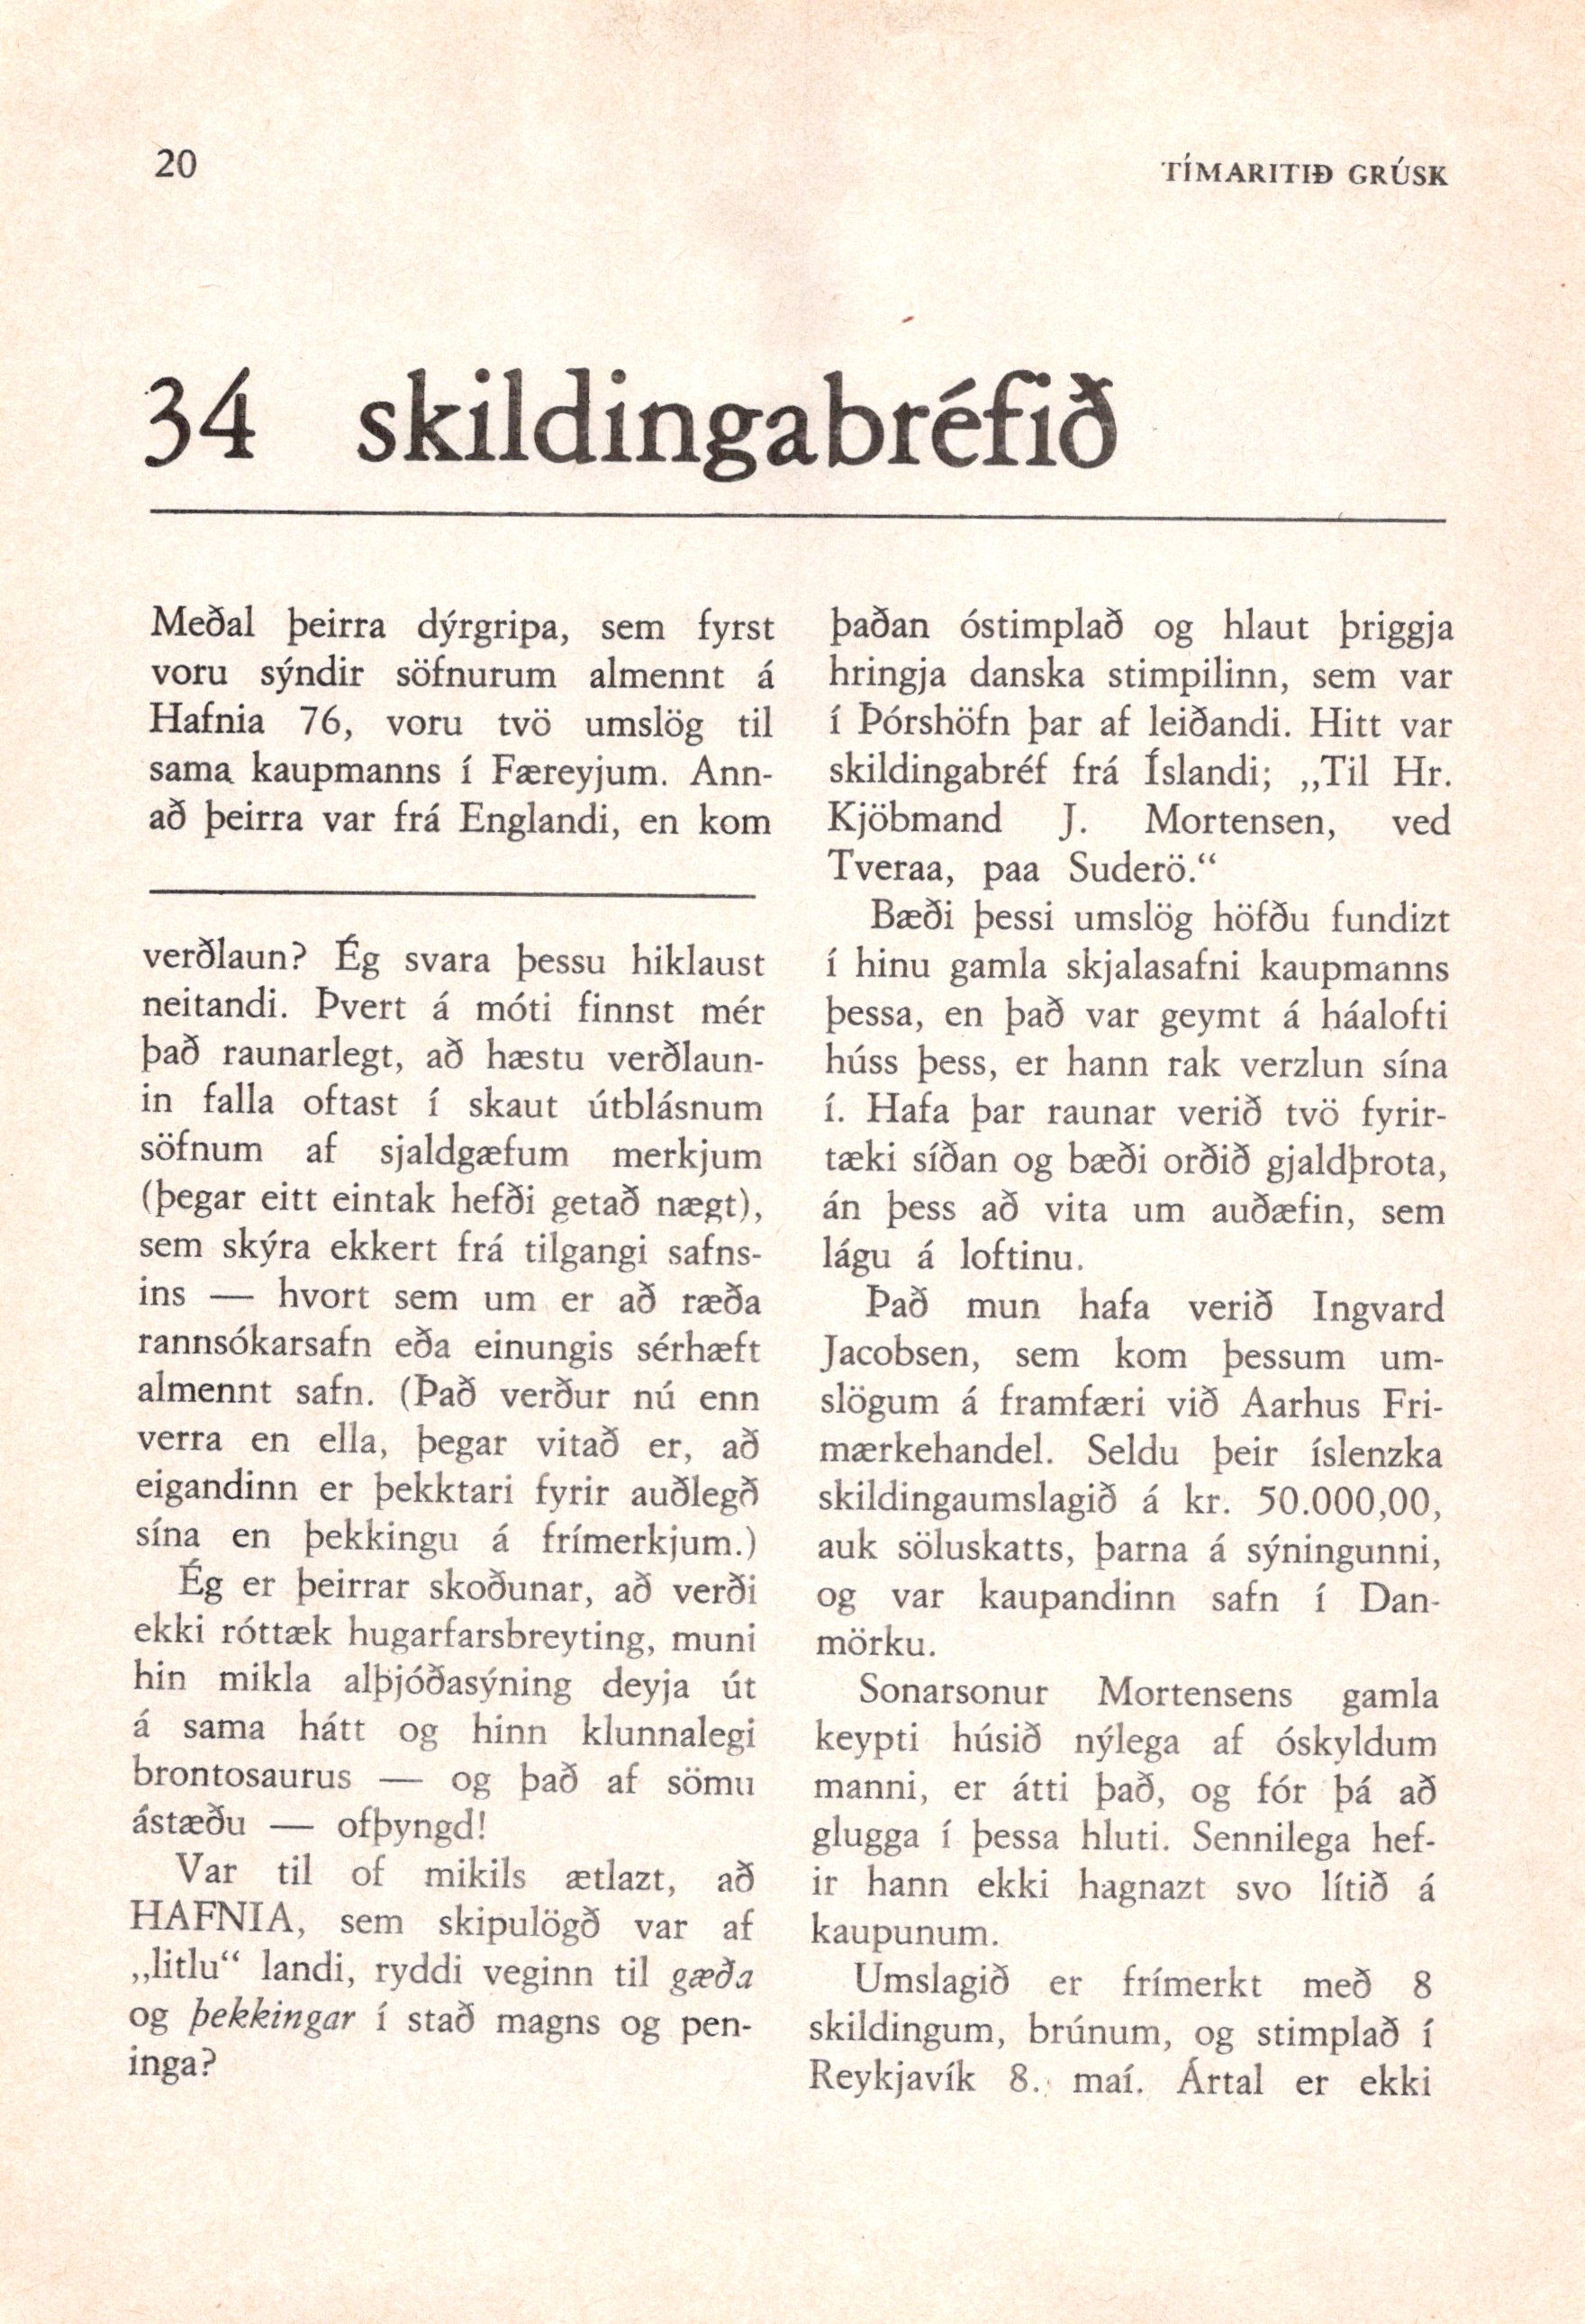 20
TÍMARITIÐ GRÚSK
34 skildingabréfið
Meðal þeirra dýrgripa, sem fyrst
voru sýndir söfnurum almennt á
Hafnia 76, voru tvö umslög til
sama kaupmanns í Færeyjum. Ann-
að þeirra var frá Englandi, en kom
þaðan óstimplað og hlaut þriggja
hringja danska stimpilinn, sem var
í Þórshöfn þar af leiðandi. Hitt var
skildingabréf frá Íslandi; „Til Hr.
Kjöbmand J. Mortensen, ved
Tveraa, paa Suderö.“
Bæði þessi umslög höfðu fundizt
í hinu gamla skjalasafni kaupmanns
þessa, en það var geymt á háalofti
húss þess, er hann rak verzlun sína
í. Hafa þar raunar verið tvö fyrir-
tæki síðan og bæði orðið gjaldþrota,
án þess að vita um auðæfin, sem
lágu á loftinu.
Það mun hafa verið Ingvard
Jacobsen, sem kom þessum um-
slögum á framfæri við Aarhus Fri-
mærkehandel. Seldu þeir íslenzka
skildingaumslagið á kr. 50.000,00,
auk söluskatts, þarna á sýningunni,
og var kaupandinn safn í Dan-
mörku.
Sonarsonur Mortensens gamla
keypti húsið nýlega af óskyldum
manni, er átti það, og fór þá að
glugga í þessa hluti. Sennilega hef-
ir hann ekki hagnazt svo lítið á
kaupunum.
Umslagið er frímerkt með 8
skildingum, brúnum, og stimplað í
Reykjavík 8. maí. Ártal er ekki
verðlaun? Ég svara þessu hiklaust
neitandi. Þvert á móti finnst mér
það raunarlegt, að hæstu verðlaun-
in falla oftast í skaut útblásnum
söfnum af sjaldgæfum merkjum
(þegar eitt eintak hefði getað nægt),
sem skýra ekkert frá tilgangi safns-
ins — hvort sem um er að ræða
rannsókarsafn eða einungis sérhæft
almennt safn. (Það verður nú enn
verra en ella, þegar vitað er, að
eigandinn er þekktari fyrir auðlegð
sína en þekkingu á frímerkjum.)
Ég er þeirrar skoðunar, að verði
ekki róttæk hugarfarsbreyting, muni
hin mikla alþjóðasýning deyja út
á sama hátt og hinn klunnalegi
brontosaurus — og það af sömu
ástæðu — ofþyngd!
Var til of mikils ætlazt, að
HAFNIA, sem skipulögð var af
„litlu“ landi, ryddi veginn til gæða
og þekkingar í stað magns og pen-
inga?